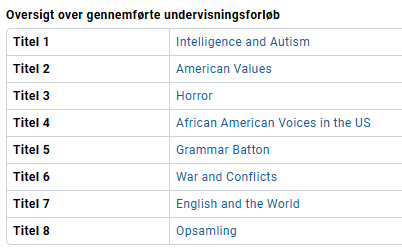 Oversigt over gennemførte undervisningsforløb
Titel 1 Intelligence and Autism
Titel 2 American Values
Titel 3 Horror
Titel 4 African American Voices in the US
Titel 5 Grammar Batton
Titel 6 War and Conflicts
Titel 7 English and the World
Titel 8 Opsamling